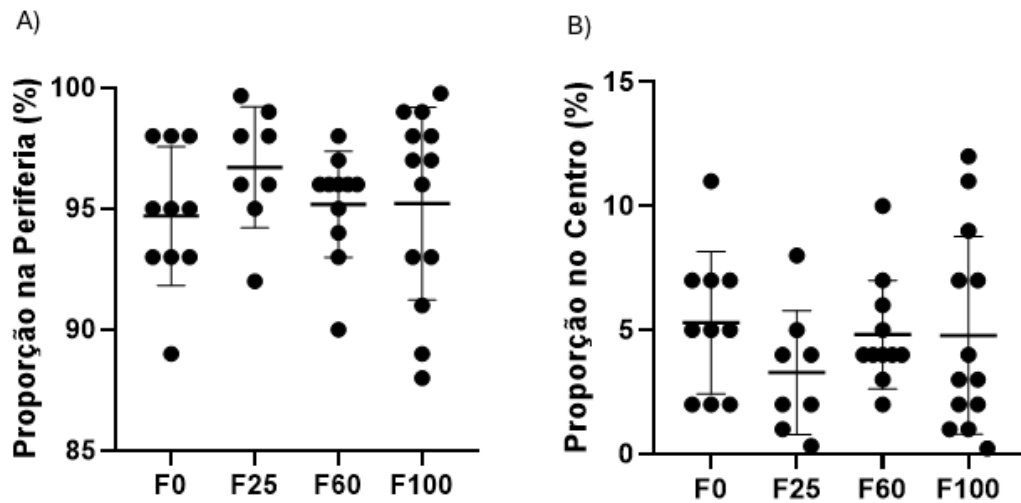 A)
Proporção na Periferia (%)
100
95
90
85
F0 F25 F60 F100
B)
Proporção no Centro (%)
15
10
5
0
F0 F25 F60 F100